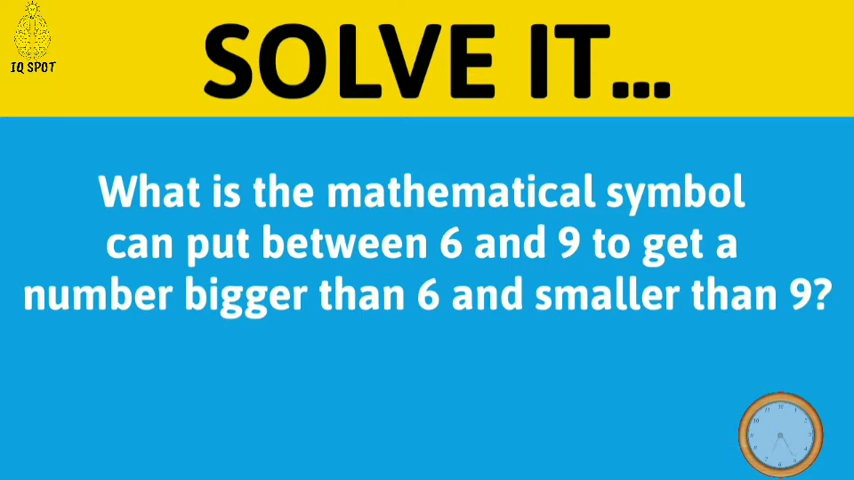 IQ SPOT
SOLVE IT...
What is the mathematical symbol
can put between 6 and 9 to get a
number bigger than 6 and smaller than 9?